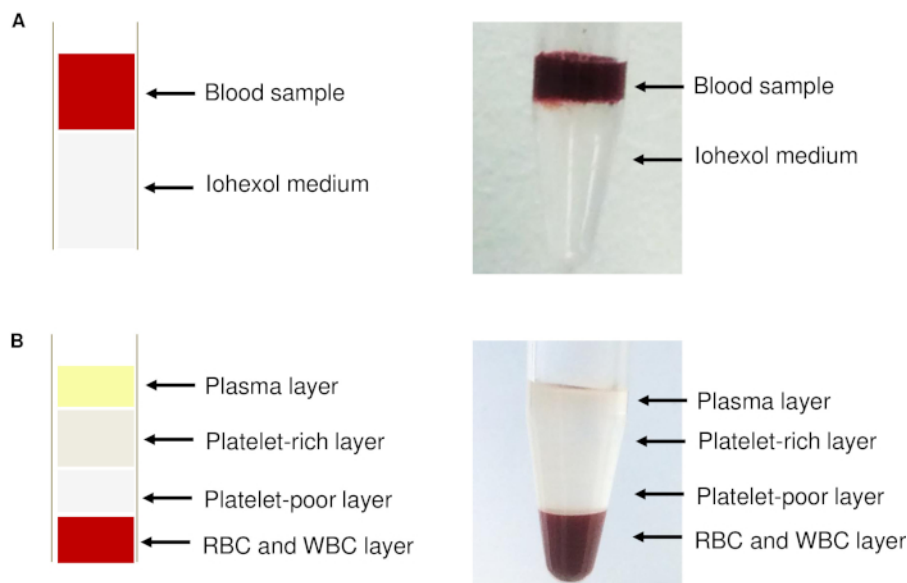 A
Blood sample
Iohexol medium
Blood sample
Iohexol medium
B
Plasma layer
Platelet-rich layer
Platelet-poor layer
RBC and WBC layer
Plasma layer
Platelet-rich layer
Platelet-poor layer
RBC and WBC layer